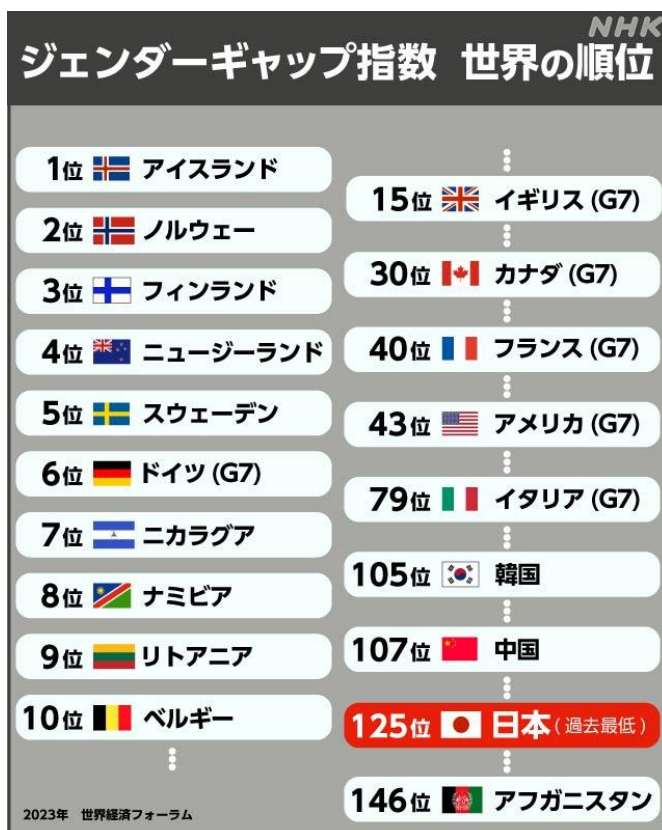 NHK
ジェンダーギャップ指数 世界の順位
1位 アイスランド
2位 ノルウェー
3位 フィンランド
4位 ニュージーランド
5位 スウェーデン
6位 ドイツ(G7)
7位 ニカラグア
8位 ナミビア
9位 リトアニア
10位 ベルギー
15位 イギリス(G7)
30位 カナダ(G7)
40位 フランス(G7)
43位 アメリカ(G7)
79位 イタリア(G7)
105位 韓国
107位 中国
125位 日本(過去最低)
146位 アフガニスタン
2023年 世界経済フォーラム